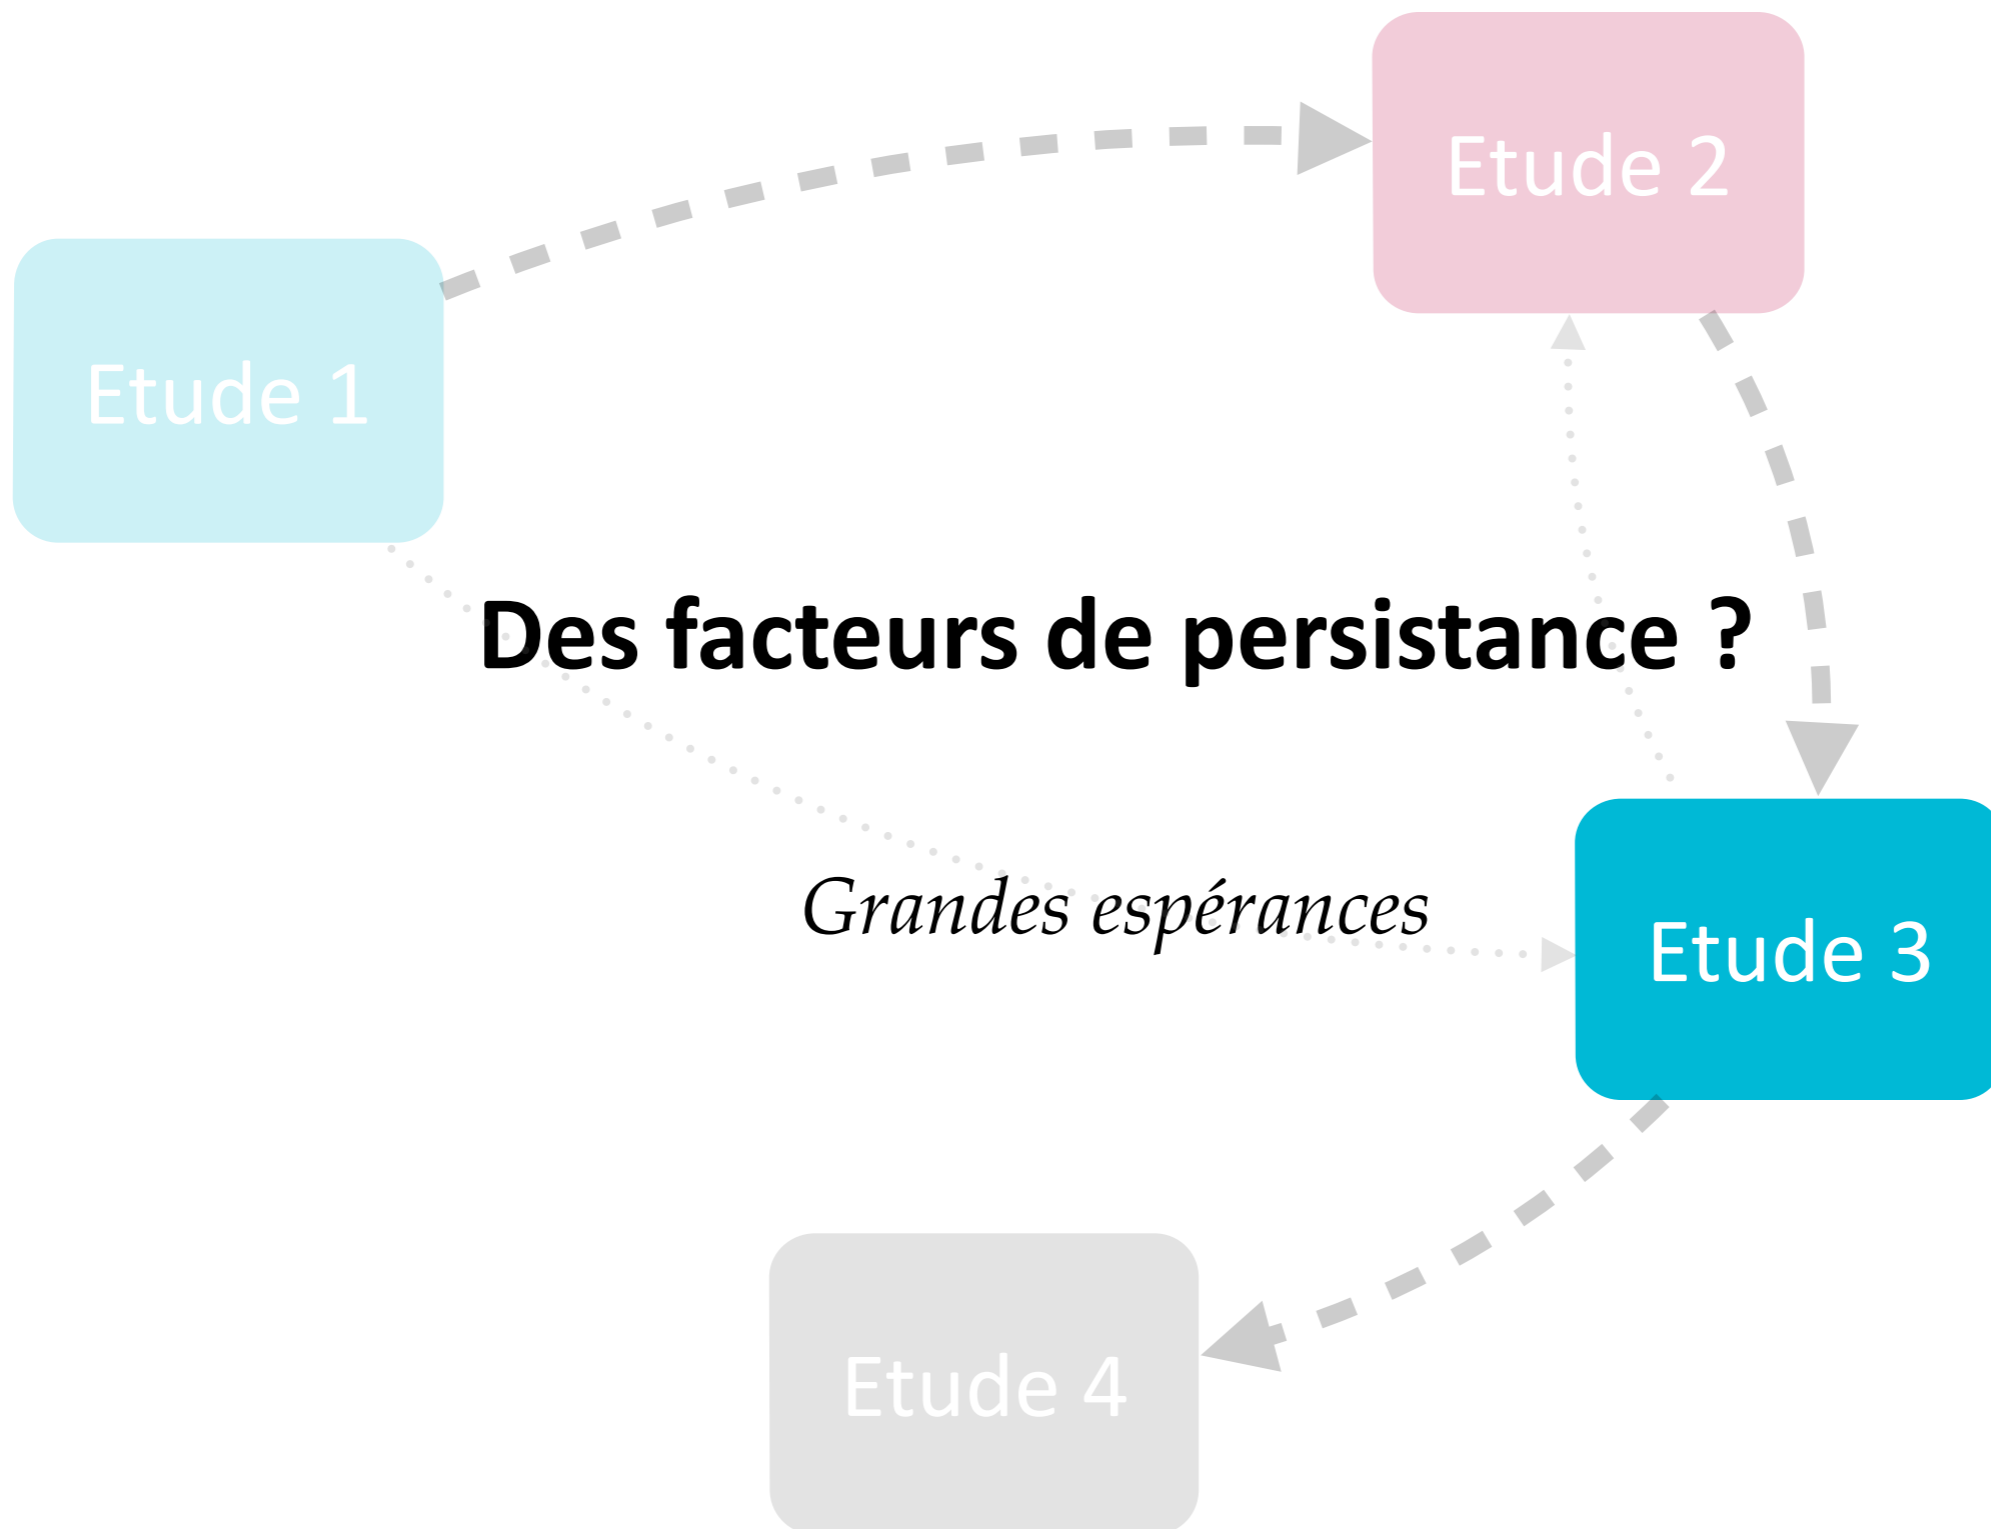 Etude 2
Etude 1
Des facteurs de persistance ?
Grandes espérances
Etude 3
Etude 4